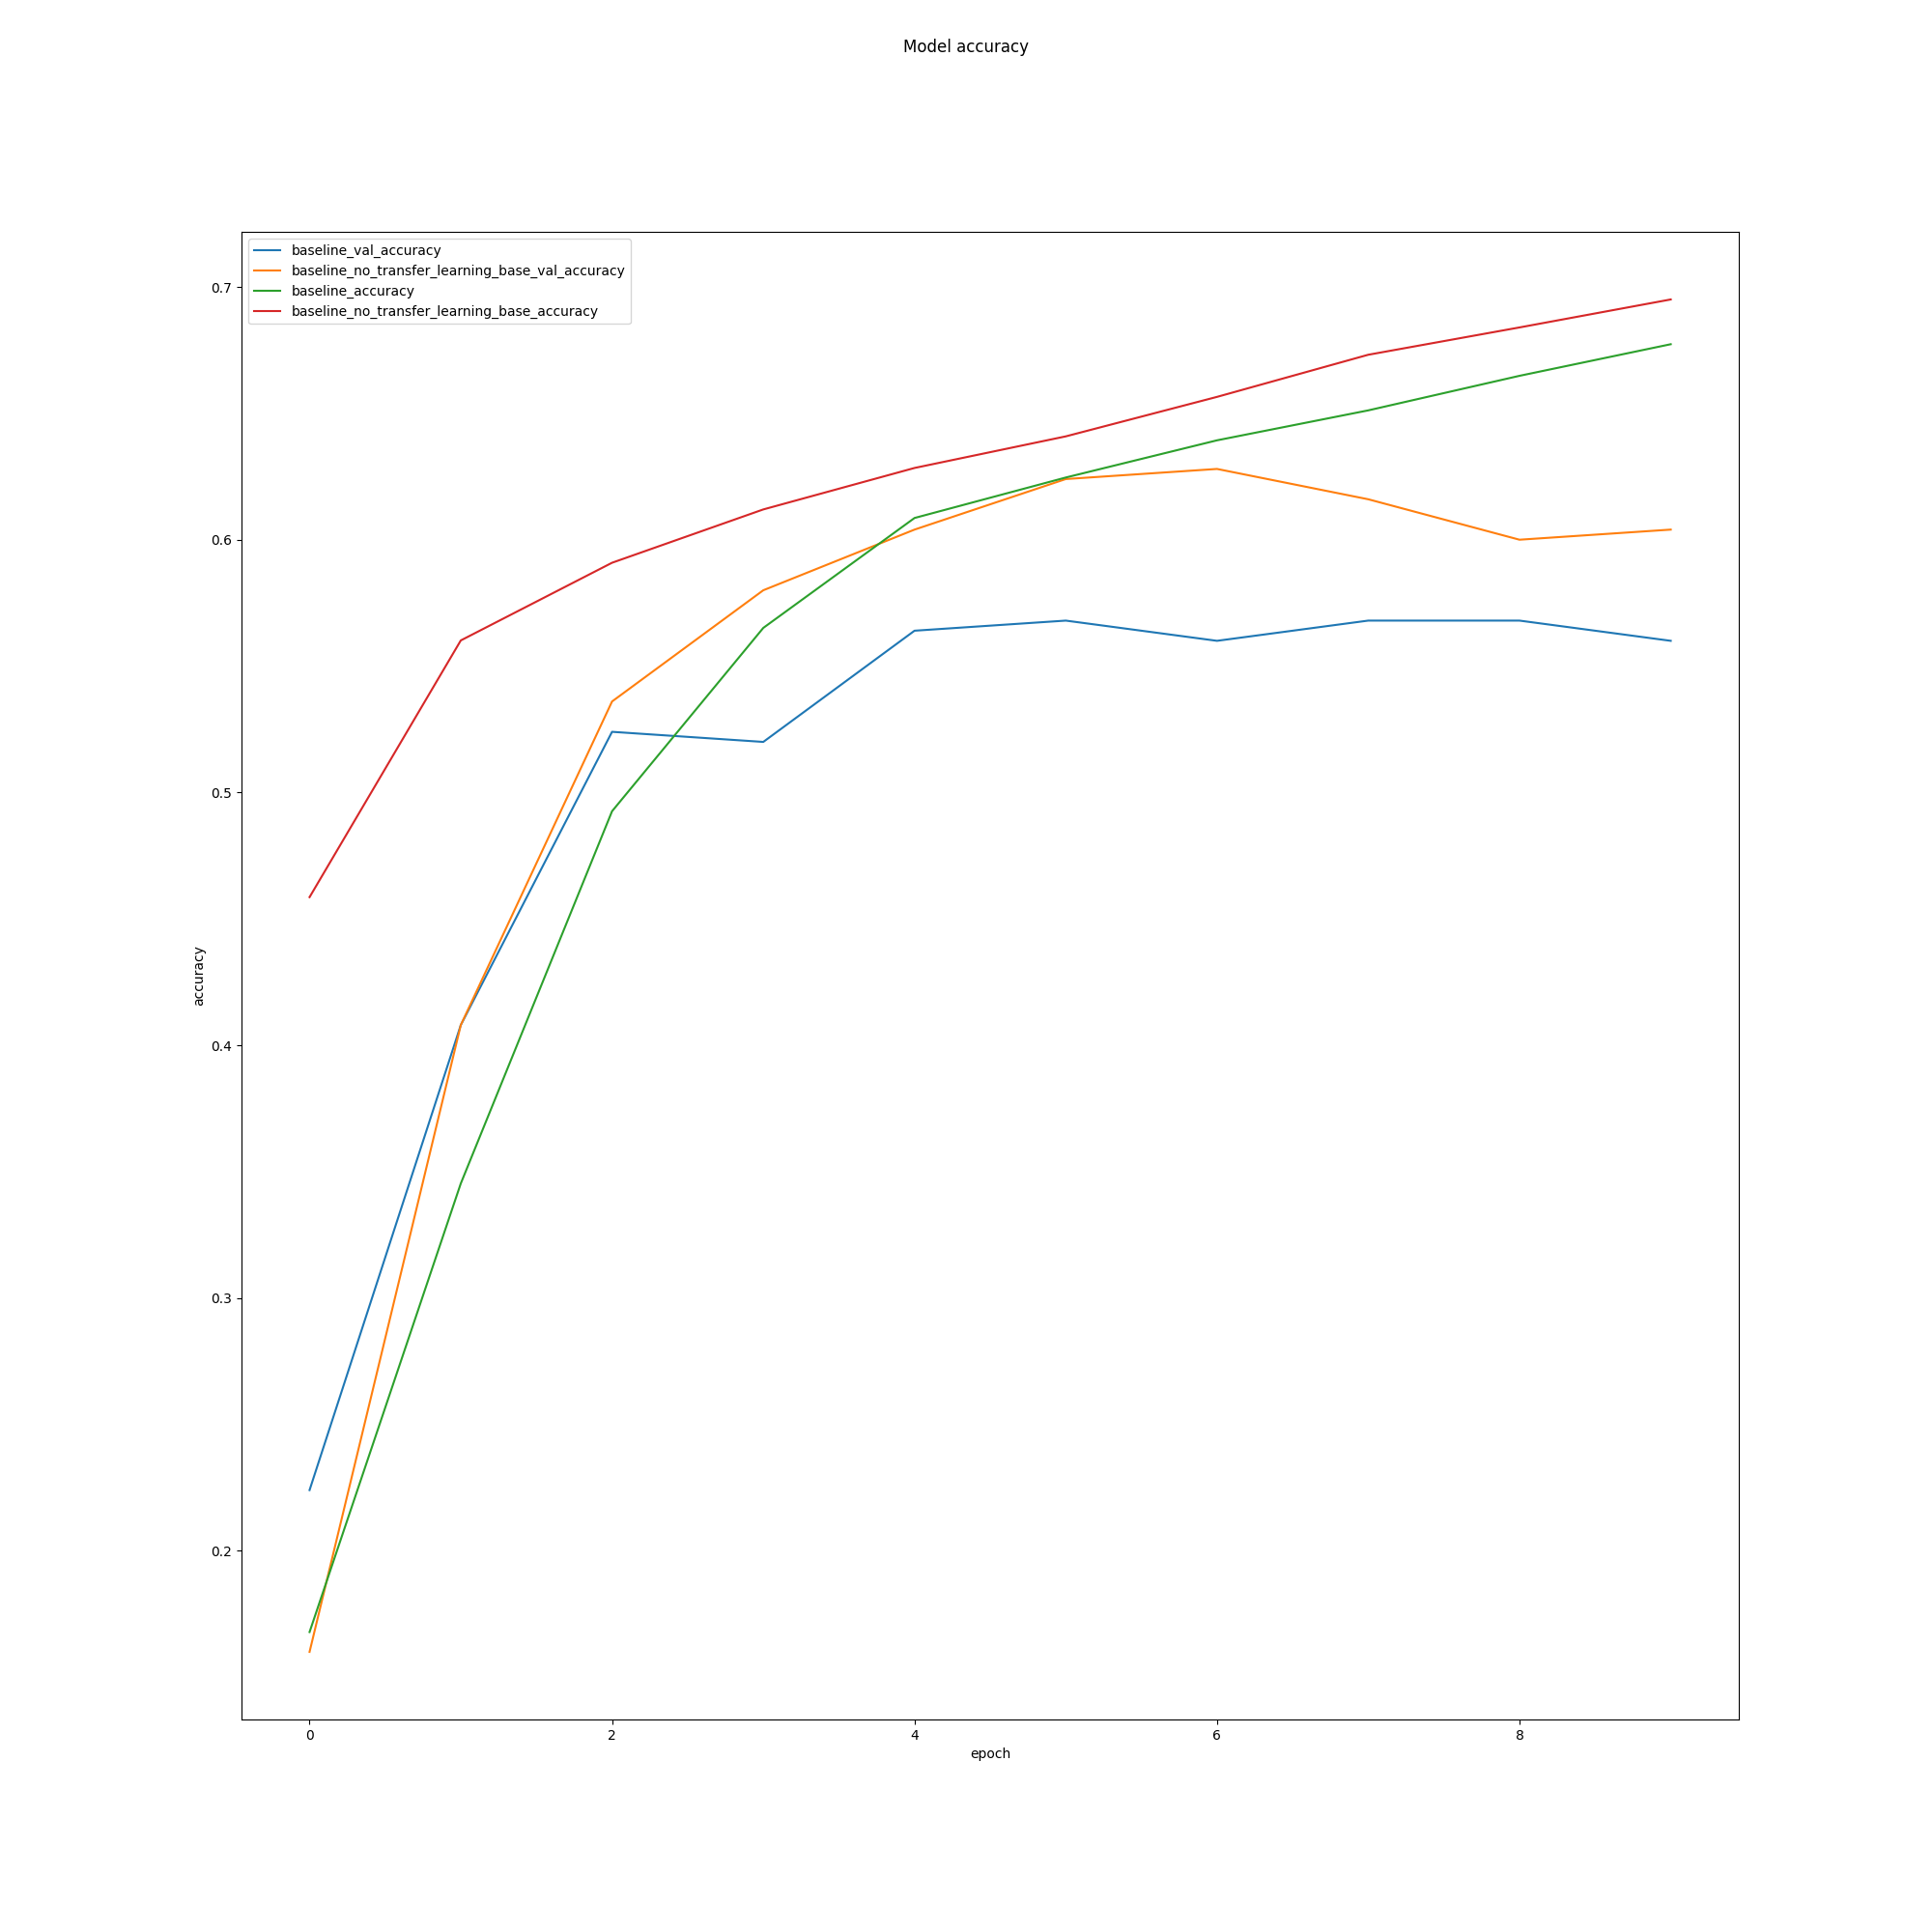 Model accuracy
baseline_val_accuracy
baseline_no_transfer_learning_base_val_accuracy
baseline_accuracy
baseline_no_transfer_learning_base_accuracy
0.7
0.6
0.5
0.4
0.3
0.2
accuracy
0 2 4 6 8
epoch